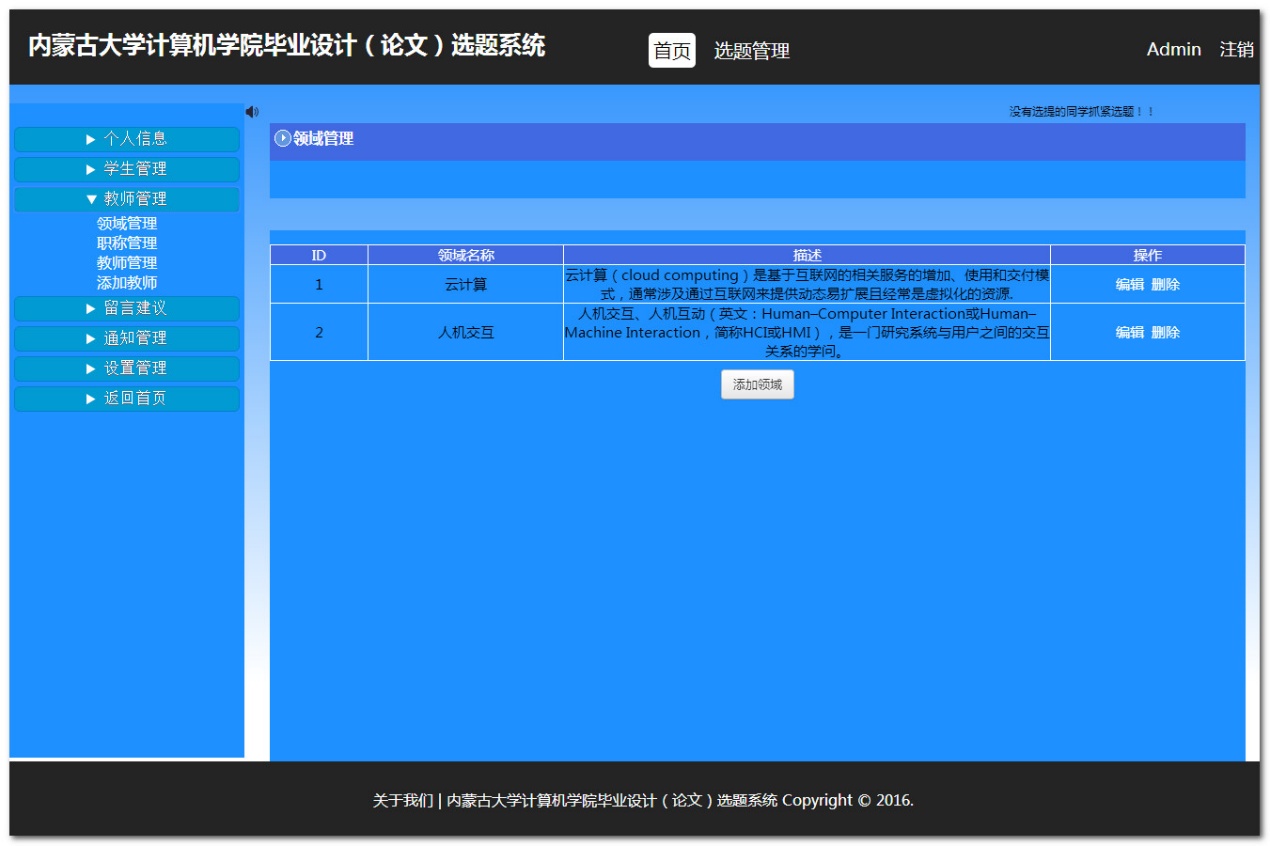 内蒙古大学计算机学院毕业设计（论文）选题系统
首页 选题管理
Admin 注销
没有选提的同学抓紧选题！！
个人信息
学生管理
教师管理
领域管理
职称管理
教师管理
添加教师
留言建议
通知管理
设置管理
返回首页
领域管理
ID 领域名称 描述 操作
1 云计算 云计算（cloud computing）是基于互联网的相关服务的增加、使用和交付模
式，通常涉及通过互联网来提供动态易扩展且经常是虚拟化的资源.
编辑 删除
2 人机交互 人机交互、人机互动（英文：Human–Computer Interaction或Human–
Machine Interaction，简称HCI或HMI），是一门研究系统与用户之间的交互
关系的学问。
编辑 删除
添加领域
关于我们 | 内蒙古大学计算机学院毕业设计（论文）选题系统 Copyright © 2016.